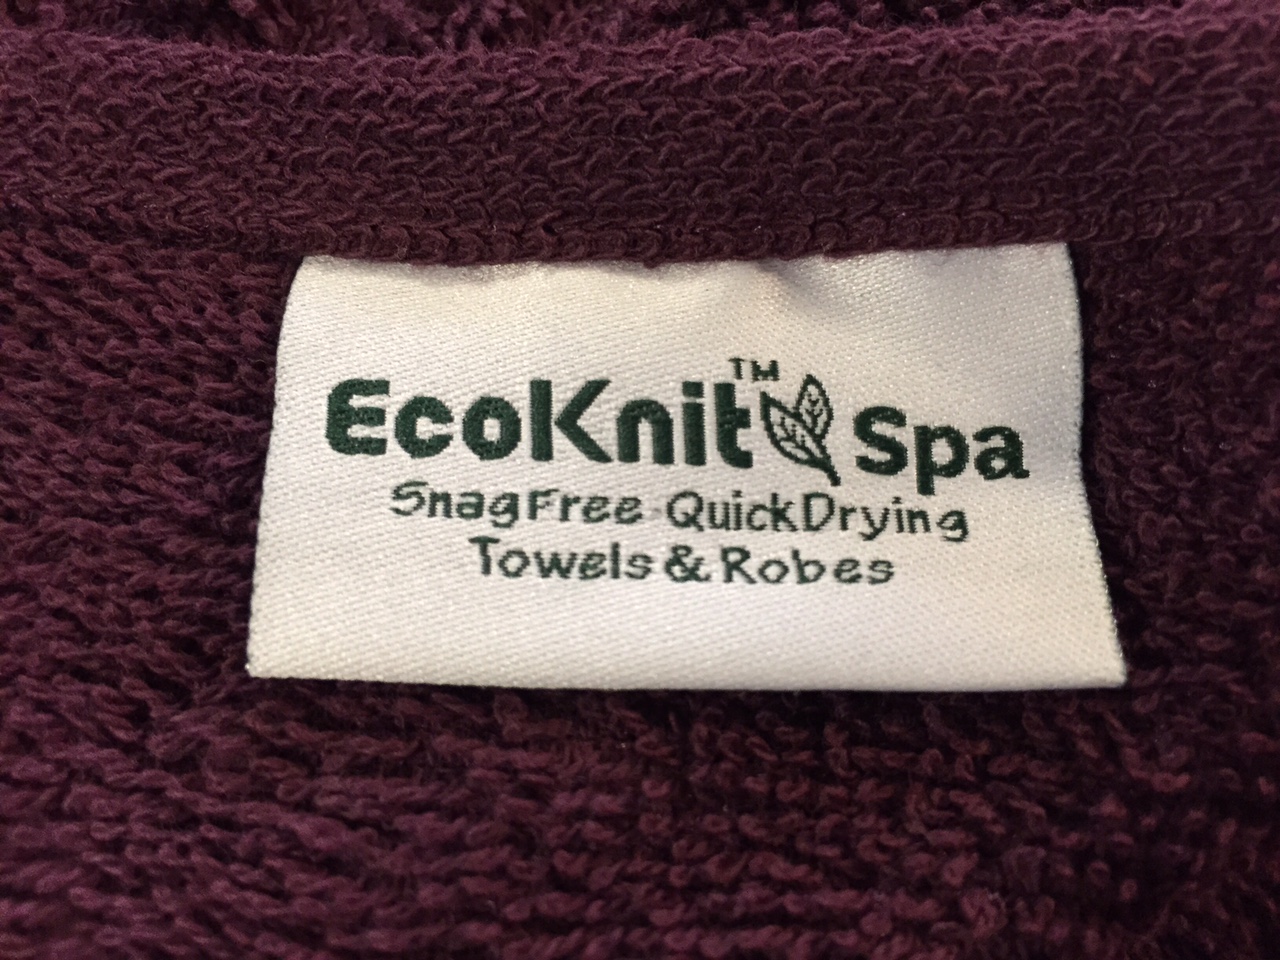 EcoKnit™ Spa
SnagFree QuickDrying
Towels & Robes